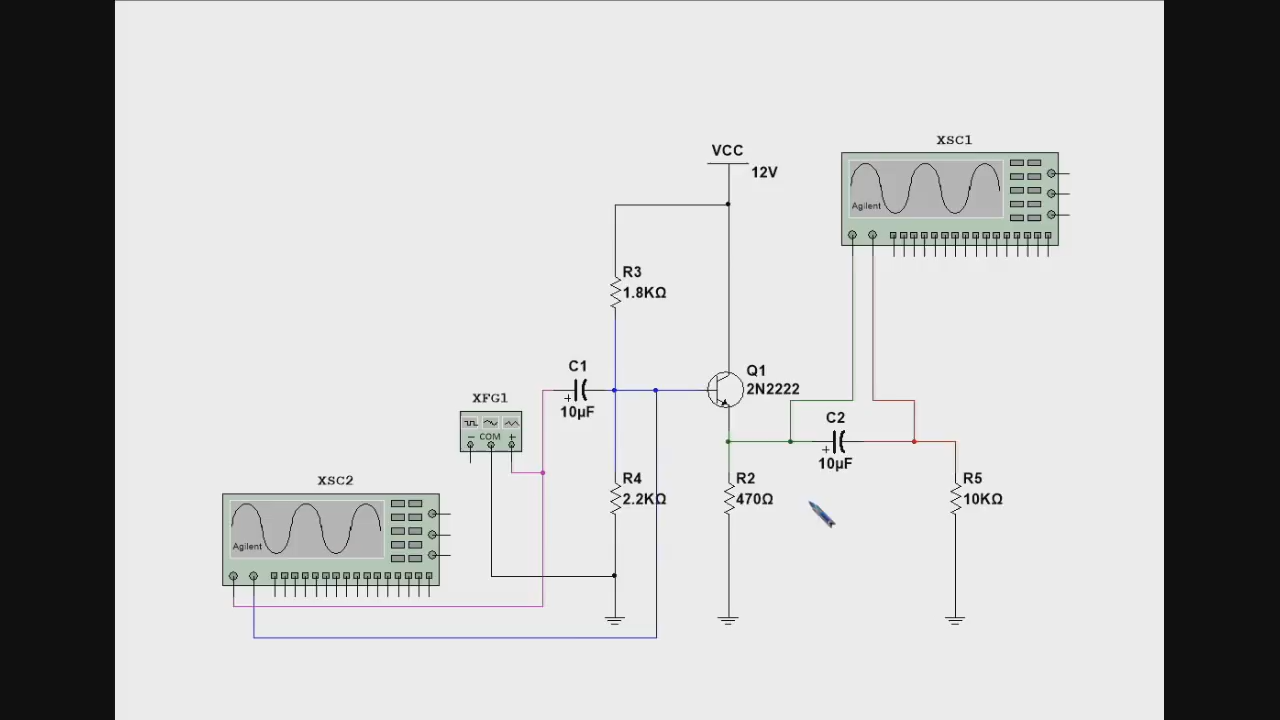 XSC1
VCC
12V
Agilent
R3
1.8KΩ
C1
10µF
Q1
2N2222
XFG1
COM
C2
10µF
XSC2
Agilent
R4
2.2KΩ
R2
470Ω
R5
10KΩ